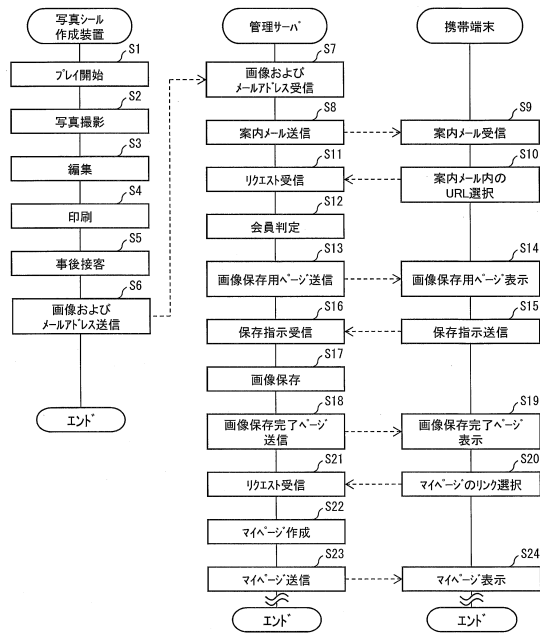 写真シール
作成装置
S1
プレイ開始
S2
写真撮影
S3
編集
S4
印刷
S5
事後接客
S6
画像および
メールアドレス送信
エンド
管理サーバ
S7
画像および
メールアドレス受信
S8
案内メール送信
S11
リクエスト受信
S12
会員判定
S13
画像保存用ページ送信
S16
保存指示受信
S17
画像保存
S18
画像保存完了ページ
送信
S21
リクエスト受信
S22
マイページ作成
S23
マイページ送信
エンド
携帯端末
S9
案内メール受信
S10
案内メール内の
URL選択
S14
画像保存用ページ表示
S15
保存指示送信
S19
画像保存完了ページ
表示
S20
マイページのリンク選択
S24
マイページ表示
エンド